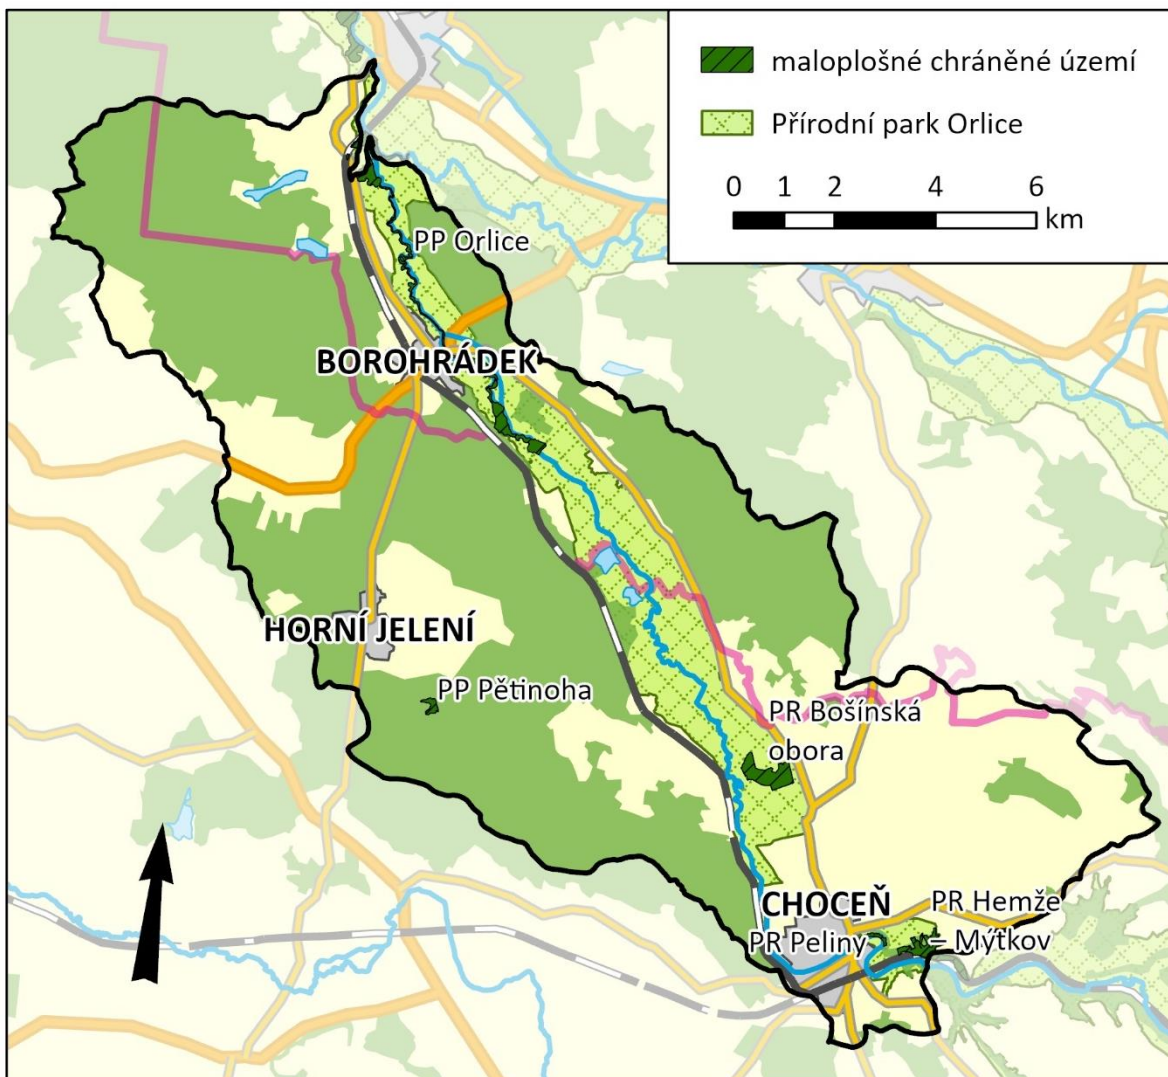 maloplošné chráněné území
Přírodní park Orlice
0 1 2 4 6
km
PP Orlice
BOROHRÁDEK
HORNÍ JELENÍ
PP Pětinoha
PR Bošínská
obora
CHOCEŇ
PR Hemže
PR Peliny
– Mýtkov